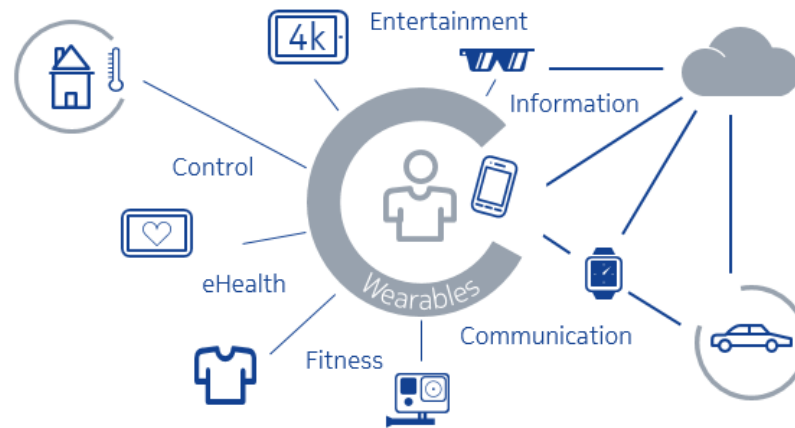 Entertainment
4k
Information
Control
eHealth
Wearables
Communication
Fitness